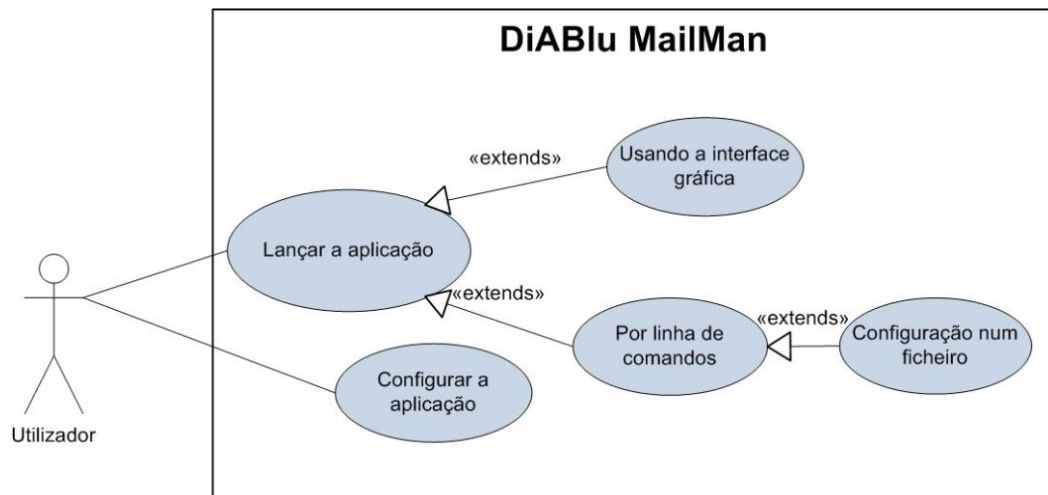 DiABlu MailMan
«extends»
Usando a interface
gráfica
Lançar a aplicação
«extends»
Por linha de
comandos
«extends»
Configuração num
ficheiro
Configurar a
aplicação
Utilizador